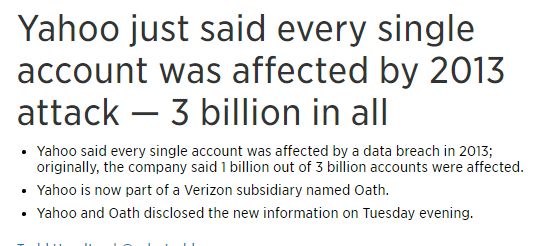 Yahoo just said every single
account was affected by 2013
attack — 3 billion in all
• Yahoo said every single account was affected by a data breach in 2013;
originally, the company said 1 billion out of 3 billion accounts were affected.
• Yahoo is now part of a Verizon subsidiary named Oath.
• Yahoo and Oath disclosed the new information on Tuesday evening.